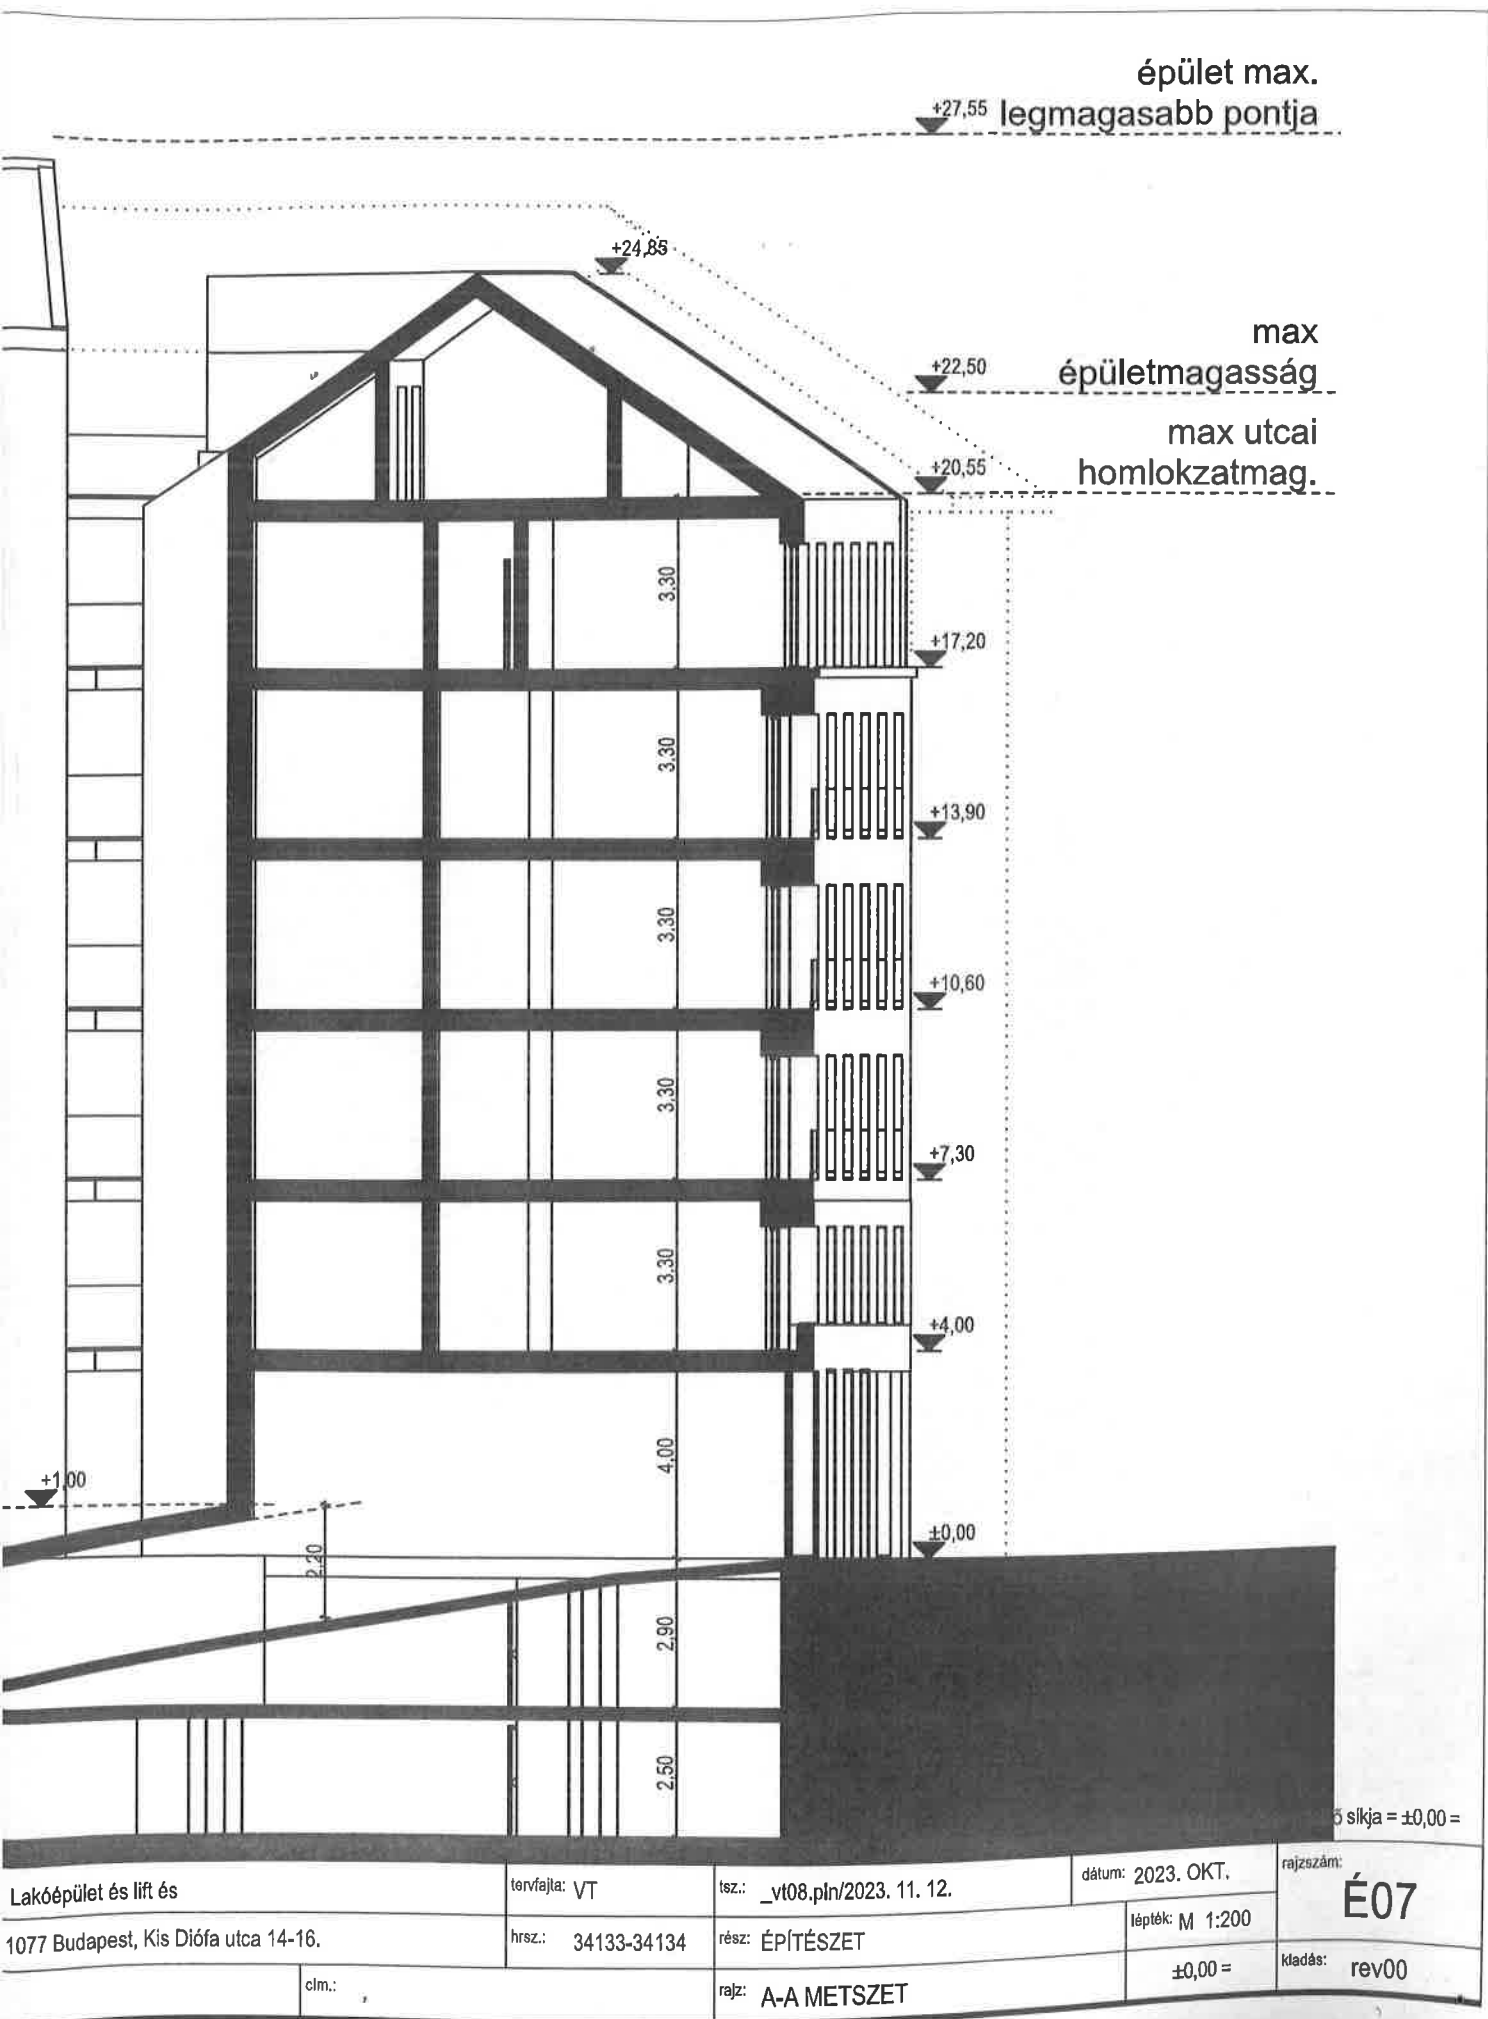 épület max.
+27,55 legmagasabb pontja
+24,85
max
+22,50 épületmagasság
max utcai
+20,55 homlokzatmag.
3.30
+17,20
3.30
+13,90
3.30
+10,60
3,30
+7,30
3.30
+4,00
4.00
+1,00
±0,00
2,20
2,90
2,50
ő síkja = ±0,00 =
Lakóépület és lift és
tervfajta: VT
tsz.: _vt08.pln/2023. 11. 12.
dátum: 2023. OKT.
rajzszám:
É07
1077 Budapest, Kis Diófa utca 14-16.
hrsz.: 34133-34134
rész: ÉPÍTÉSZET
lépték: M 1:200
cím.: ,
rajz: A-A METSZET
±0,00 =
kiadás: rev00